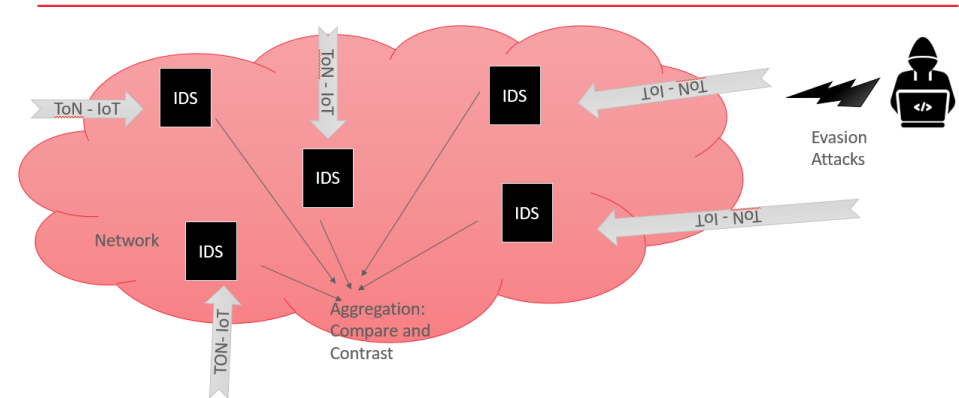 ToN - IoT
IDS
ToN - IoT
IDS
IDS
ToN - IoT
</>
Evasion
Attacks
IDS
ToN - IoT
Network
IDS
TON- IoT
Aggregation:
Compare and
Contrast